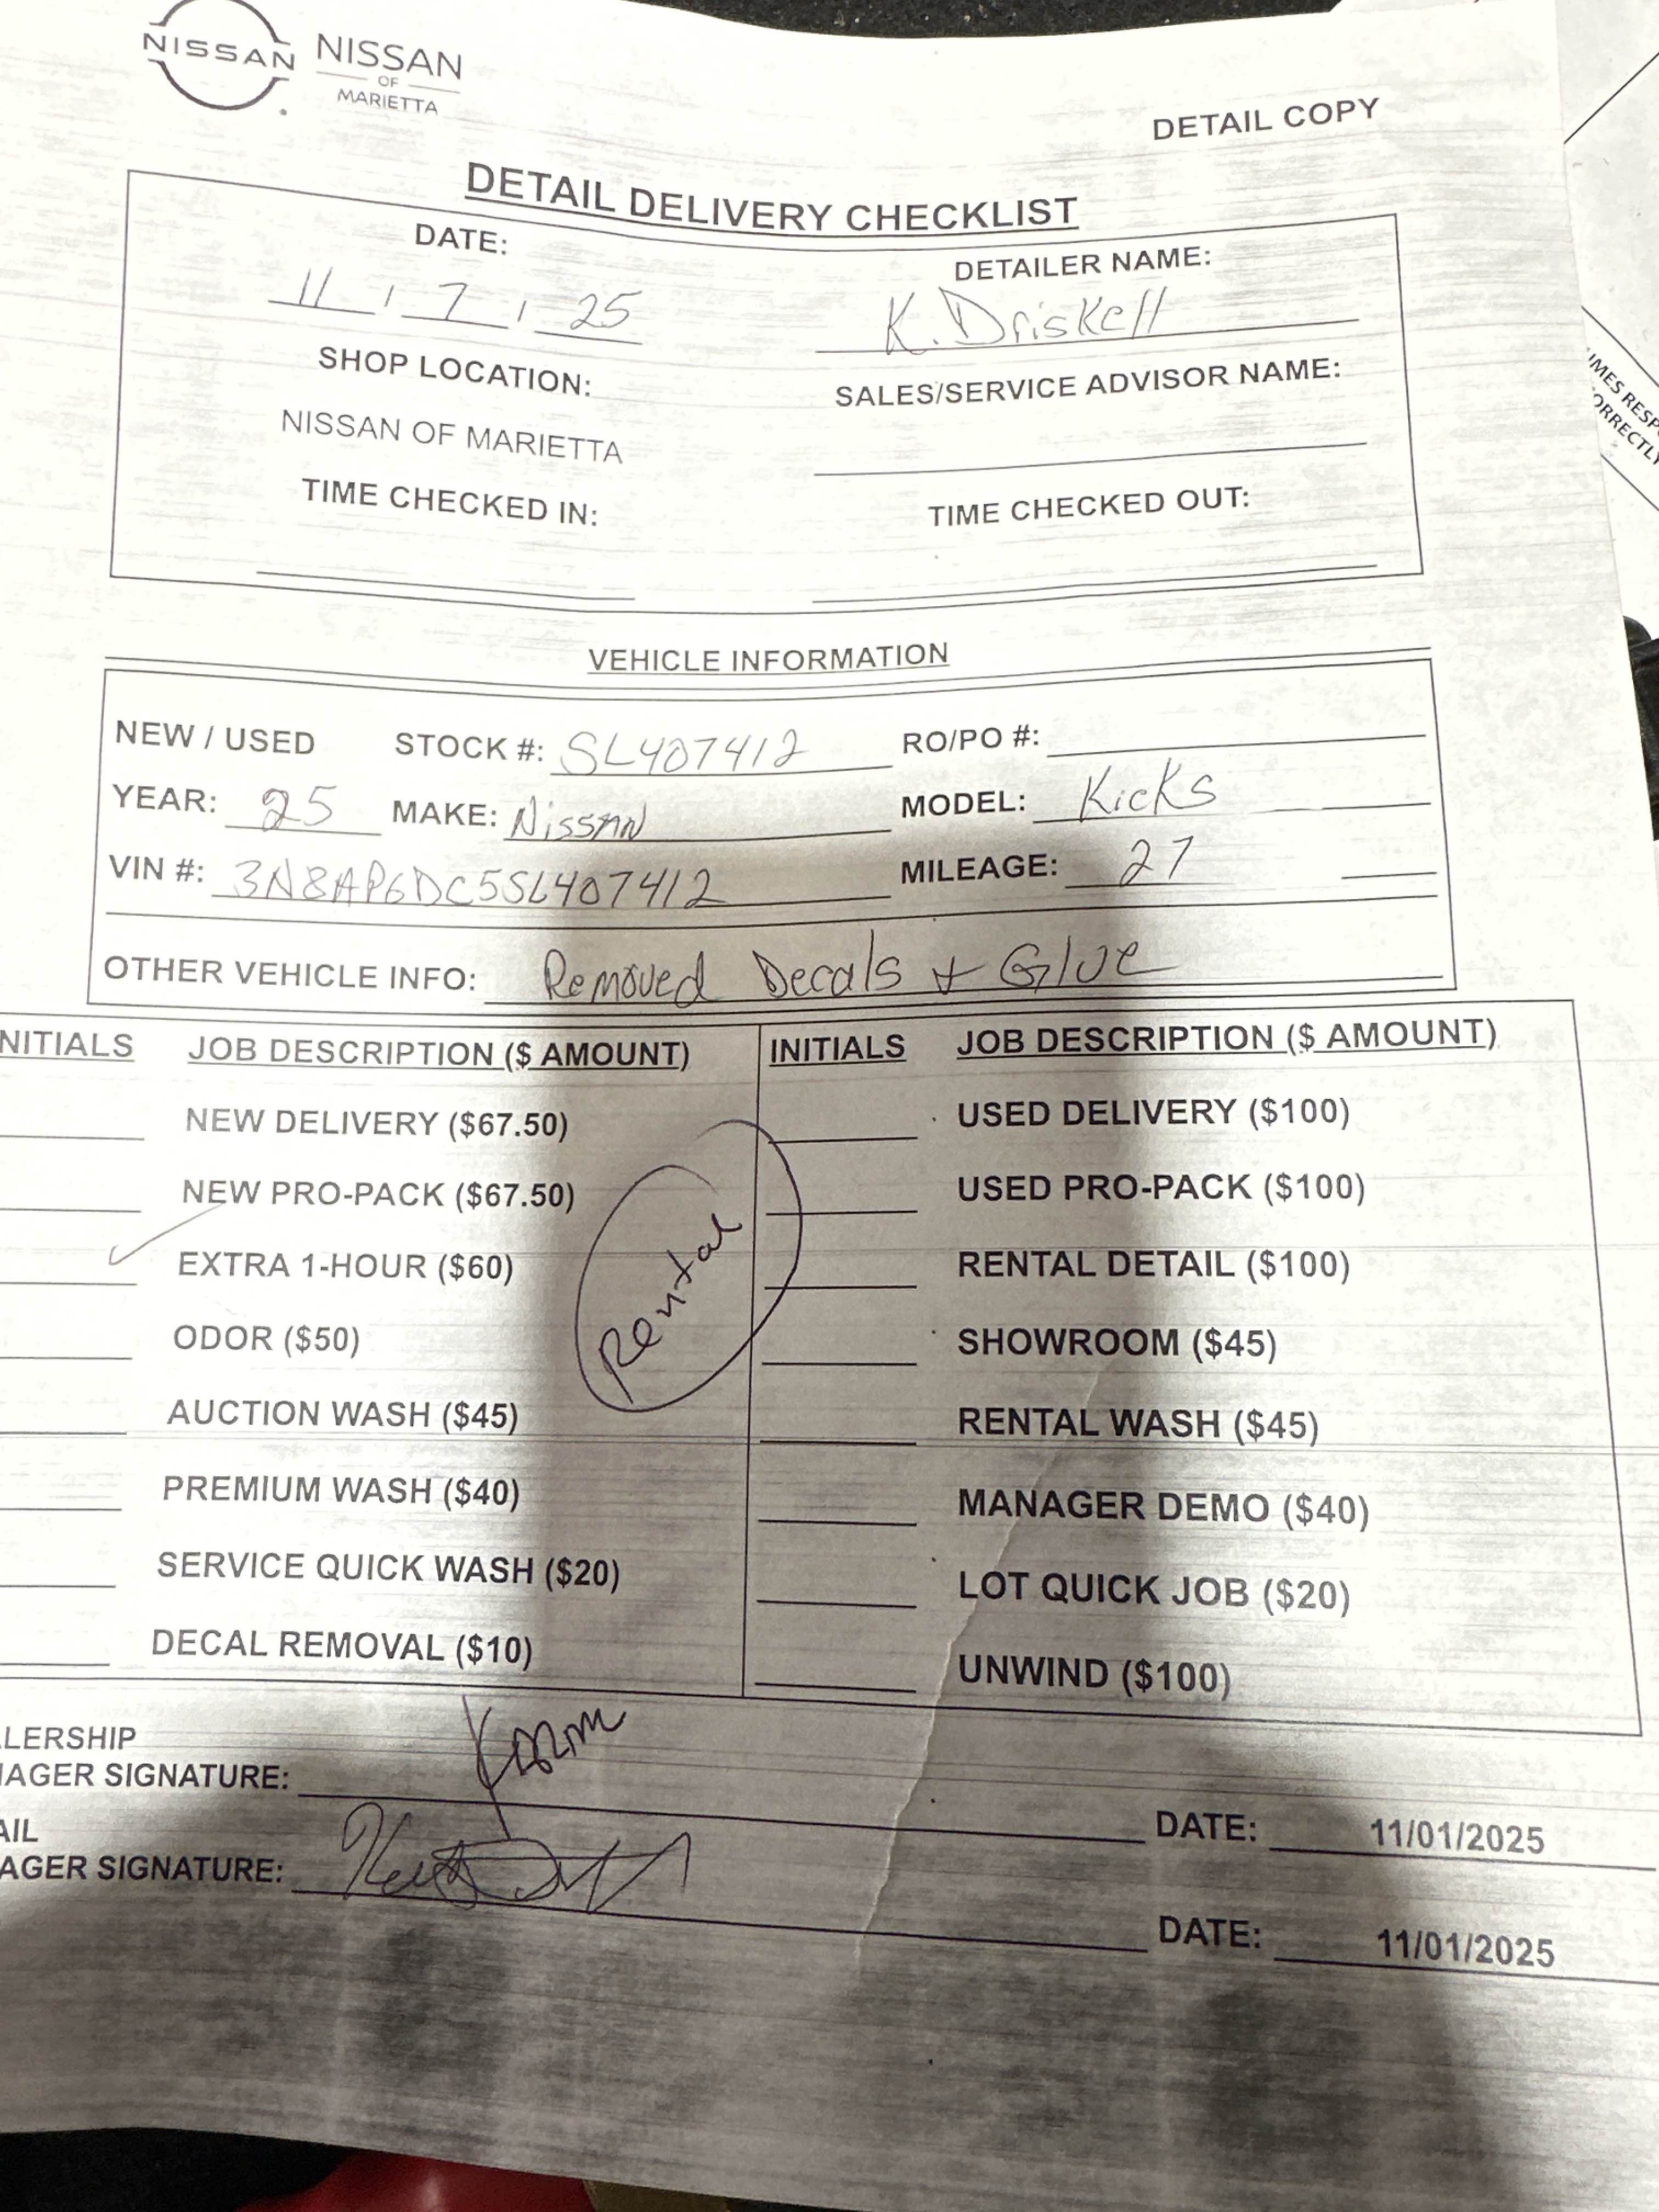 NISSAN NISSAN
OF
MARIETTA
DETAIL COPY
DETAIL DELIVERY CHECKLIST
DATE: DETAILER NAME:
11 / 7 / 25 K. Driskell
SHOP LOCATION: SALES/SERVICE ADVISOR NAME:
NISSAN OF MARIETTA
TIME CHECKED IN: TIME CHECKED OUT:
VEHICLE INFORMATION
NEW / USED STOCK #: SL407412 RO/PO #:
YEAR: 25 MAKE: Nissan MODEL: Kicks
VIN #: 3N8AP6DC5SL407412 MILEAGE: 27
OTHER VEHICLE INFO: Removed Decals + Glue
NITIALS JOB DESCRIPTION ($ AMOUNT) INITIALS JOB DESCRIPTION ($ AMOUNT)
NEW DELIVERY ($67.50) USED DELIVERY ($100)
NEW PRO-PACK ($67.50) USED PRO-PACK ($100)
EXTRA 1-HOUR ($60) Rental RENTAL DETAIL ($100)
ODOR ($50) SHOWROOM ($45)
AUCTION WASH ($45) RENTAL WASH ($45)
PREMIUM WASH ($40) MANAGER DEMO ($40)
SERVICE QUICK WASH ($20) LOT QUICK JOB ($20)
DECAL REMOVAL ($10) UNWIND ($100)
LERSHIP
AGER SIGNATURE: DATE: 11/01/2025
AIL
AGER SIGNATURE: DATE: 11/01/2025
IMES RESP
ORRECTLY